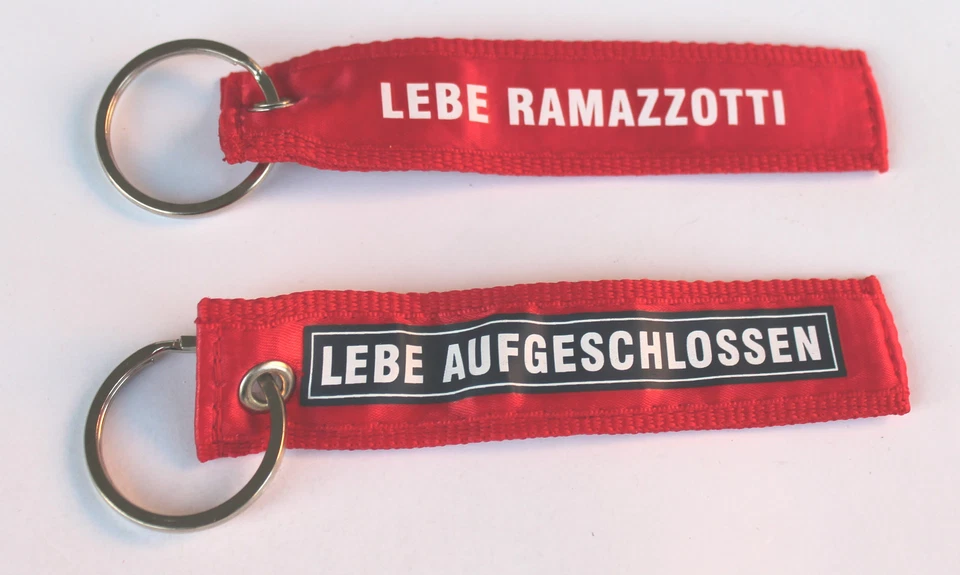 LEBE RAMAZZOTTI
LEBE AUFGESCHLOSSEN